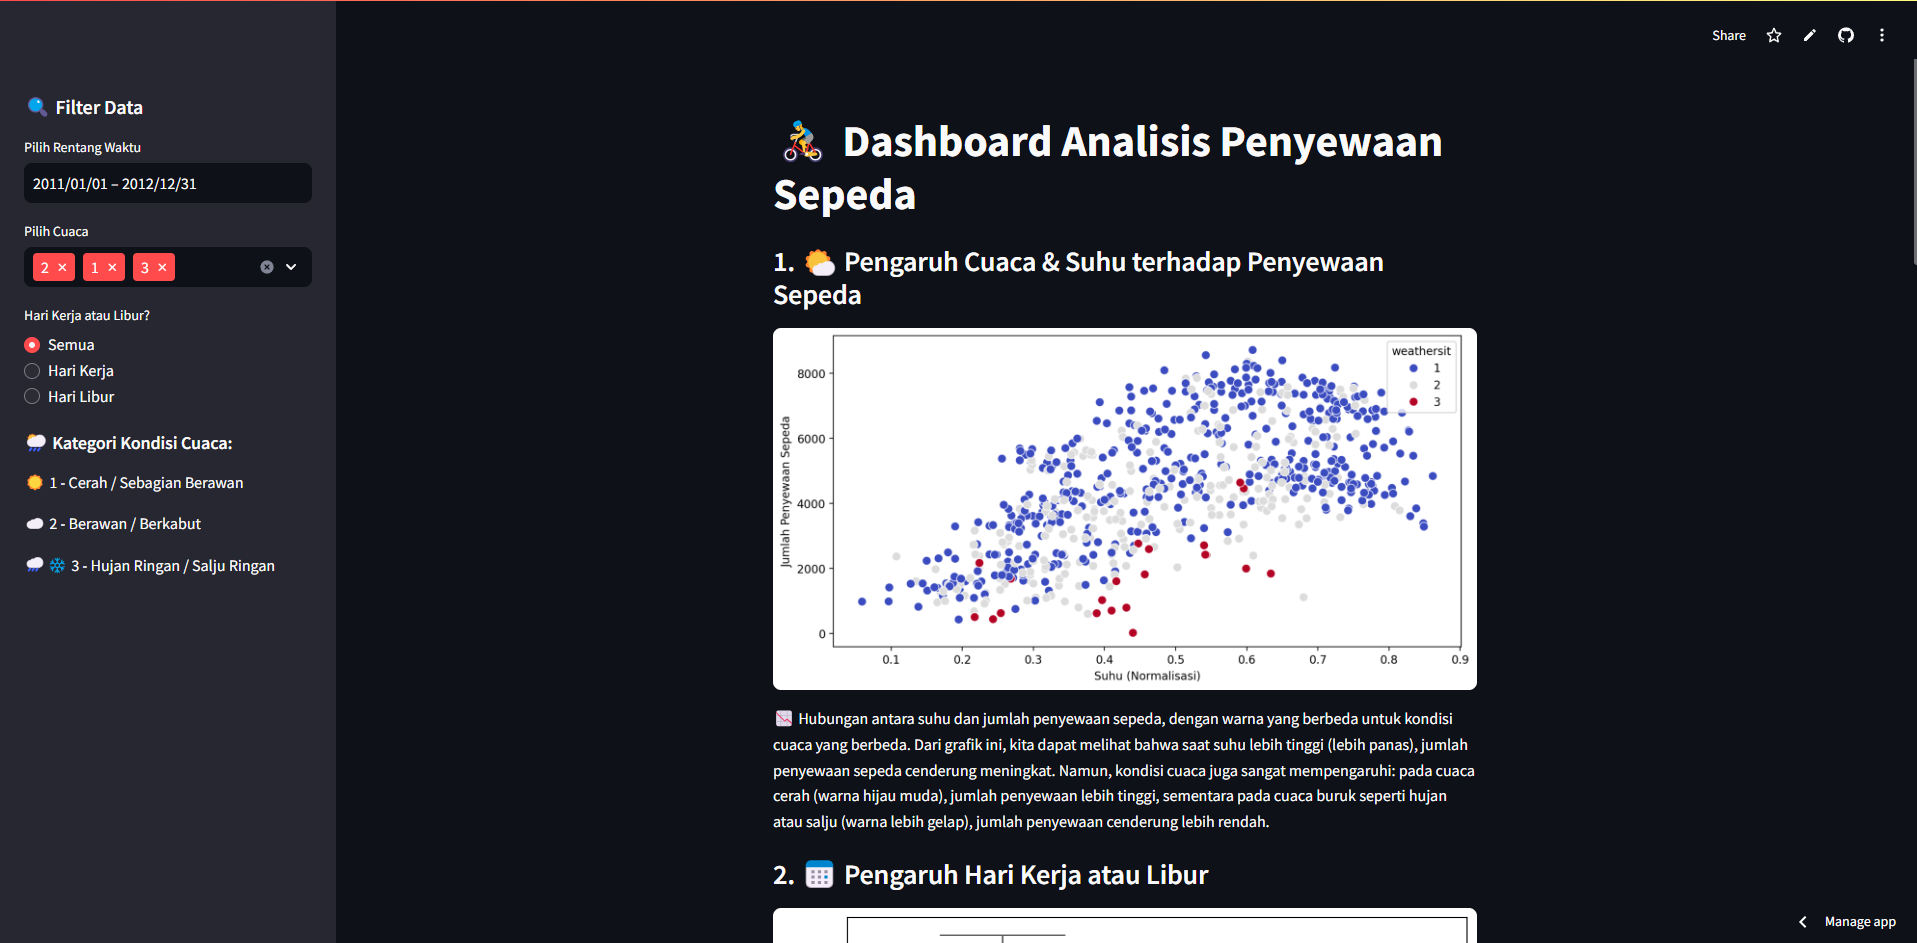 Share
Filter Data
Pilih Rentang Waktu
2011/01/01 – 2012/12/31
Pilih Cuaca
2 × 1 × 3 ×
Hari Kerja atau Libur?
Semua
Hari Kerja
Hari Libur
Kategori Kondisi Cuaca:
1 - Cerah / Sebagian Berawan
2 - Berawan / Berkabut
3 - Hujan Ringan / Salju Ringan
Dashboard Analisis Penyewaan
Sepeda
1. Pengaruh Cuaca & Suhu terhadap Penyewaan
Sepeda
weathersit
1
2
3
Jumlah Penyewaan Sepeda
8000
6000
4000
2000
0
0.1 0.2 0.3 0.4 0.5 0.6 0.7 0.8 0.9
Suhu (Normalisasi)
Hubungan antara suhu dan jumlah penyewaan sepeda, dengan warna yang berbeda untuk kondisi
cuaca yang berbeda. Dari grafik ini, kita dapat melihat bahwa saat suhu lebih tinggi (lebih panas), jumlah
penyewaan sepeda cenderung meningkat. Namun, kondisi cuaca juga sangat mempengaruhi: pada cuaca
cerah (warna hijau muda), jumlah penyewaan lebih tinggi, sementara pada cuaca buruk seperti hujan
atau salju (warna lebih gelap), jumlah penyewaan cenderung lebih rendah.
2. Pengaruh Hari Kerja atau Libur
Manage app